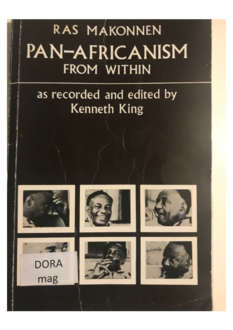 RAS MAKONNEN
PAN-AFRICANISM
FROM WITHIN
as recorded and edited by
Kenneth King
DORA
mag